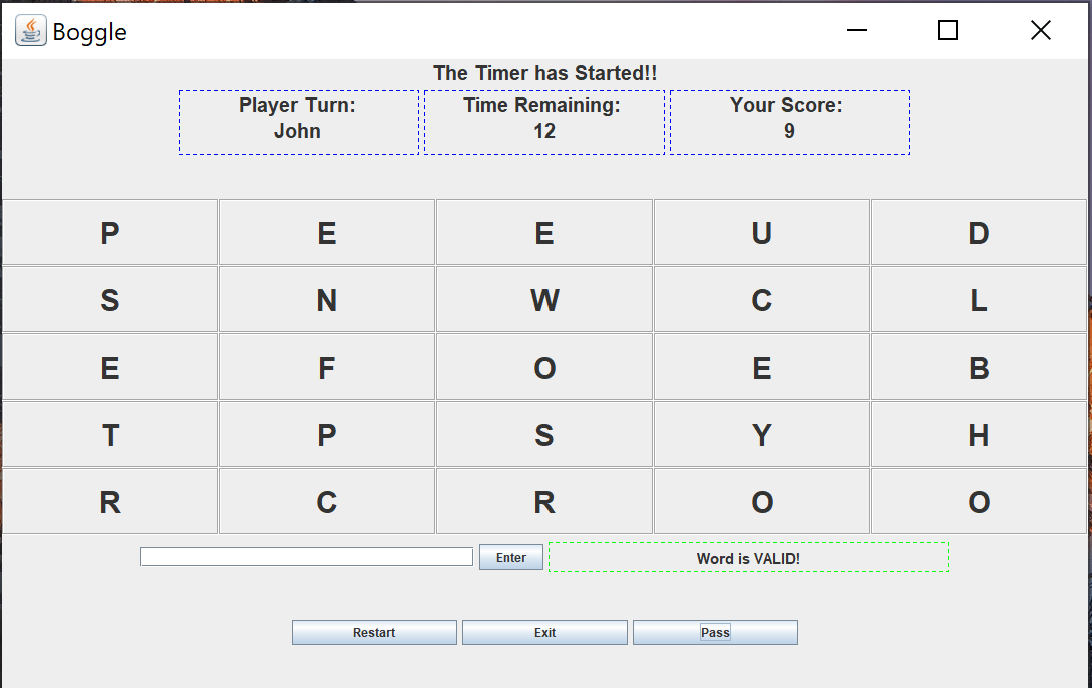 Boggle
The Timer has Started!!
Player Turn: Time Remaining: Your Score:
John 12 9
P E E U D
S N W C L
E F O E B
T P S Y H
R C R O O
Enter Word is VALID!
Restart Exit Pass